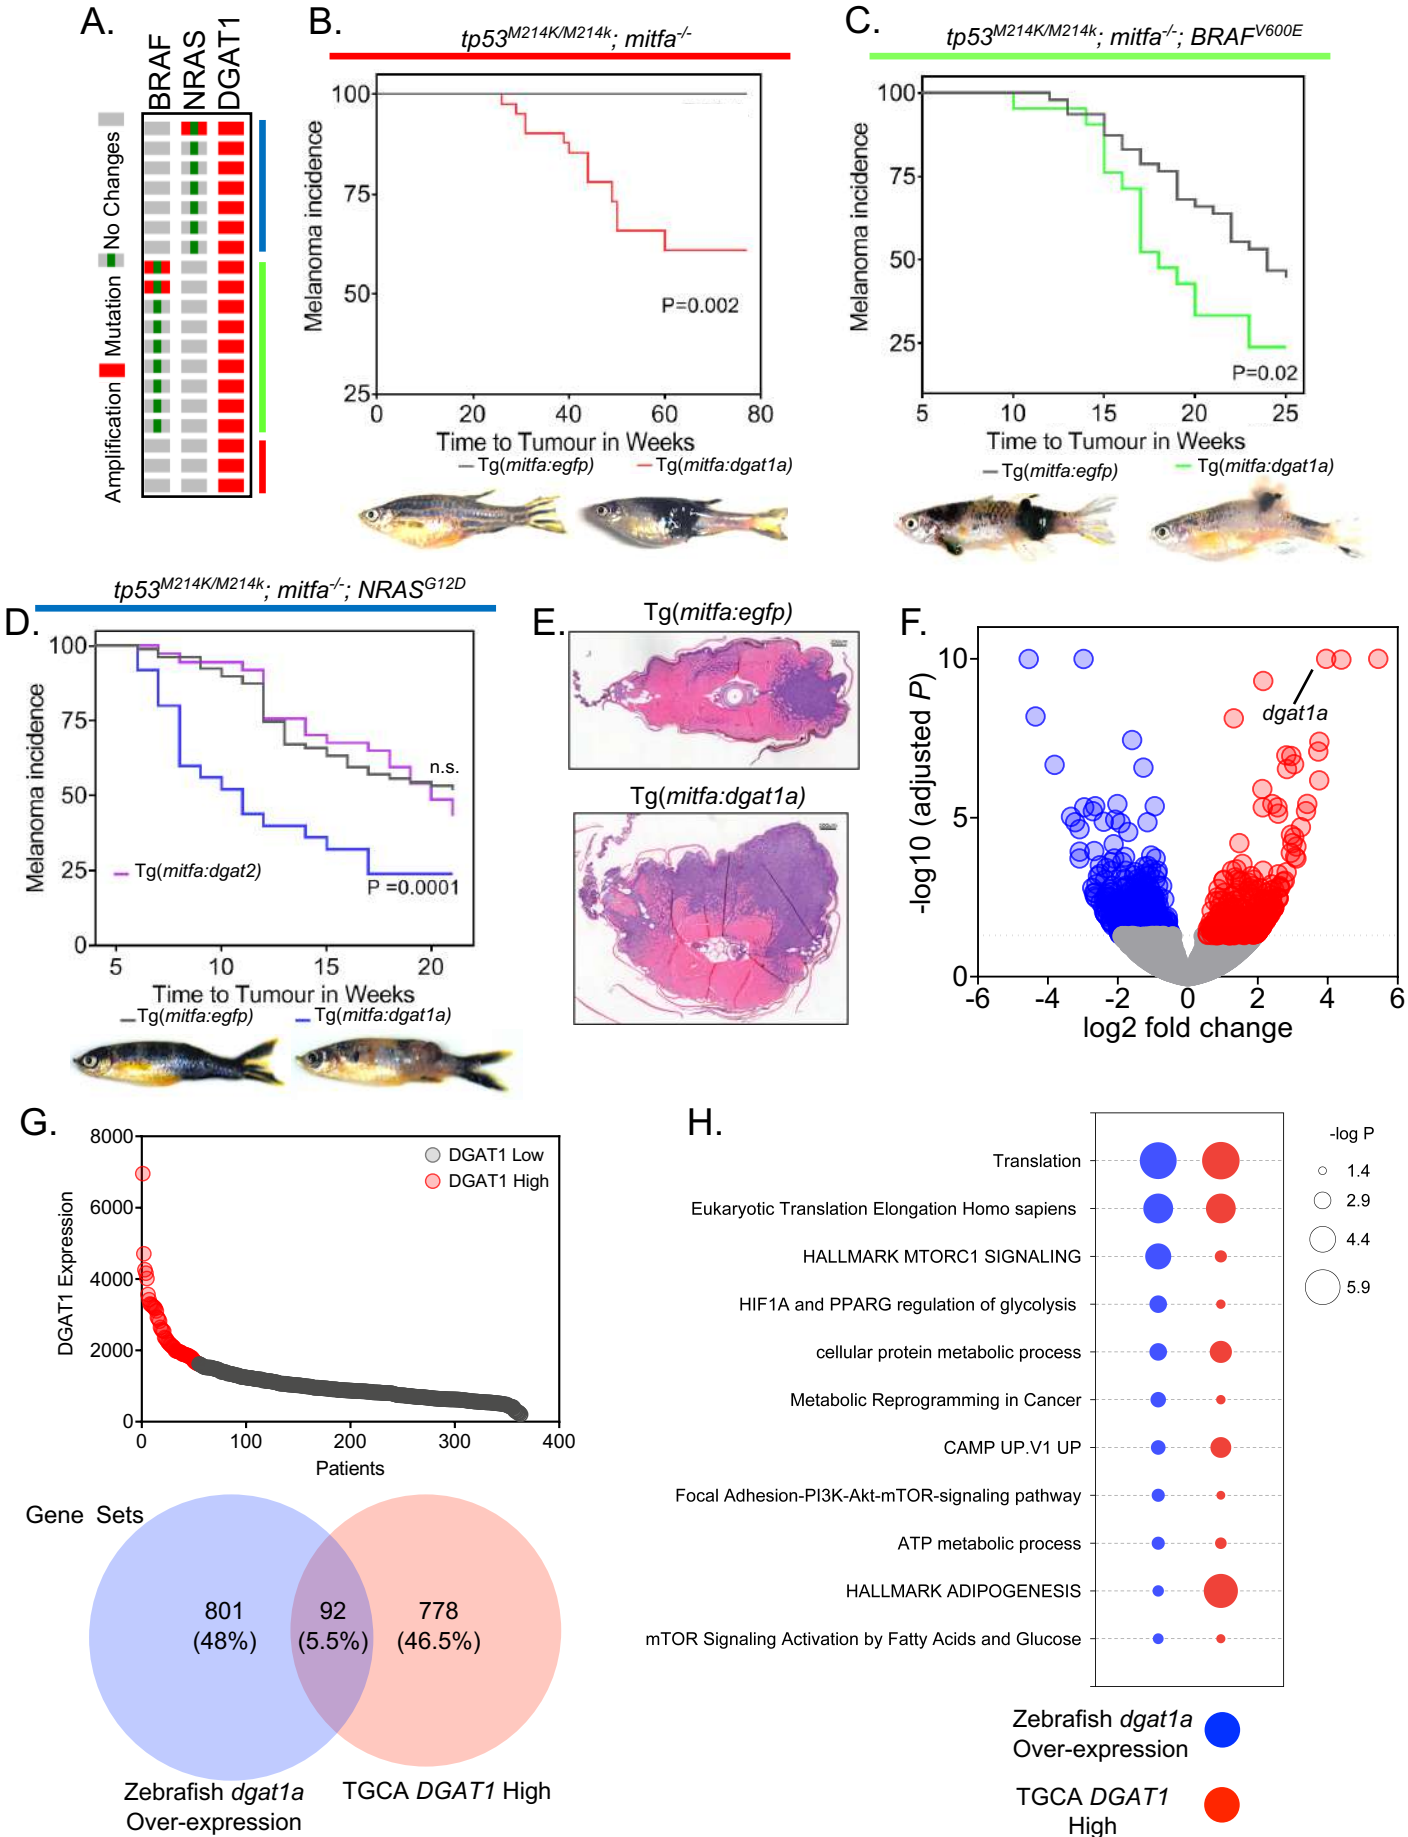 A.
BRAF
NRAS
DGAT1
Amplification Mutation No Changes
B.
tp53M214K/M214k; mitfa-/-
Melanoma incidence
100
75
50
25
0 20 40 60 80
P=0.002
Time to Tumour in Weeks
Tg(mitfa:egfp) Tg(mitfa:dgat1a)
C.
tp53M214K/M214k; mitfa-/-; BRAFV600E
Melanoma incidence
100
75
50
25
5 10 15 20 25
P=0.02
Time to Tumour in Weeks
Tg(mitfa:egfp) Tg(mitfa:dgat1a)
tp53M214K/M214k; mitfa-/-; NRASG12D
D.
Melanoma incidence
100
75
50
25
0
n.s.
Tg(mitfa:dgat2)
P =0.0001
5 10 15 20
Time to Tumour in Weeks
Tg(mitfa:egfp) Tg(mitfa:dgat1a)
E.
Tg(mitfa:egfp)
Tg(mitfa:dgat1a)
F.
-log10 (adjusted P)
10
5
0
dgat1a
-6 -4 -2 0 2 4 6
log2 fold change
G.
DGAT1 Expression
8000
6000
4000
2000
0
DGAT1 Low
DGAT1 High
0 100 200 300 400
Patients
Gene Sets
801 (48%)
92 (5.5%)
778 (46.5%)
Zebrafish dgat1a
Over-expression
TGCA DGAT1 High
H.
Translation
Eukaryotic Translation Elongation Homo sapiens
HALLMARK MTORC1 SIGNALING
HIF1A and PPARG regulation of glycolysis
cellular protein metabolic process
Metabolic Reprogramming in Cancer
CAMP UP.V1 UP
Focal Adhesion-PI3K-Akt-mTOR-signaling pathway
ATP metabolic process
HALLMARK ADIPOGENESIS
mTOR Signaling Activation by Fatty Acids and Glucose
-log P
1.4
2.9
4.4
5.9
Zebrafish dgat1a
Over-expression
TGCA DGAT1
High